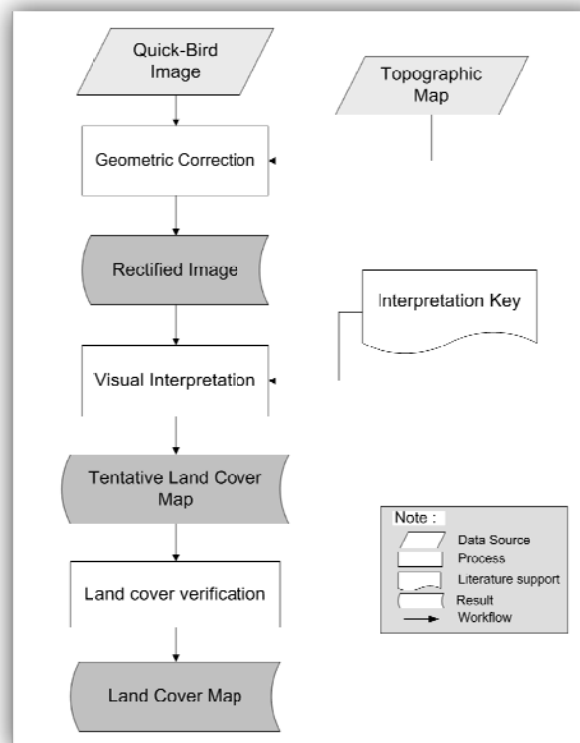 Quick-Bird
Image
Topographic
Map
Geometric Correction
Rectified Image
Interpretation Key
Visual Interpretation
Tentative Land Cover
Map
Land cover verification
Land Cover Map
Note :
Data Source
Process
Literature support
Result
Workflow